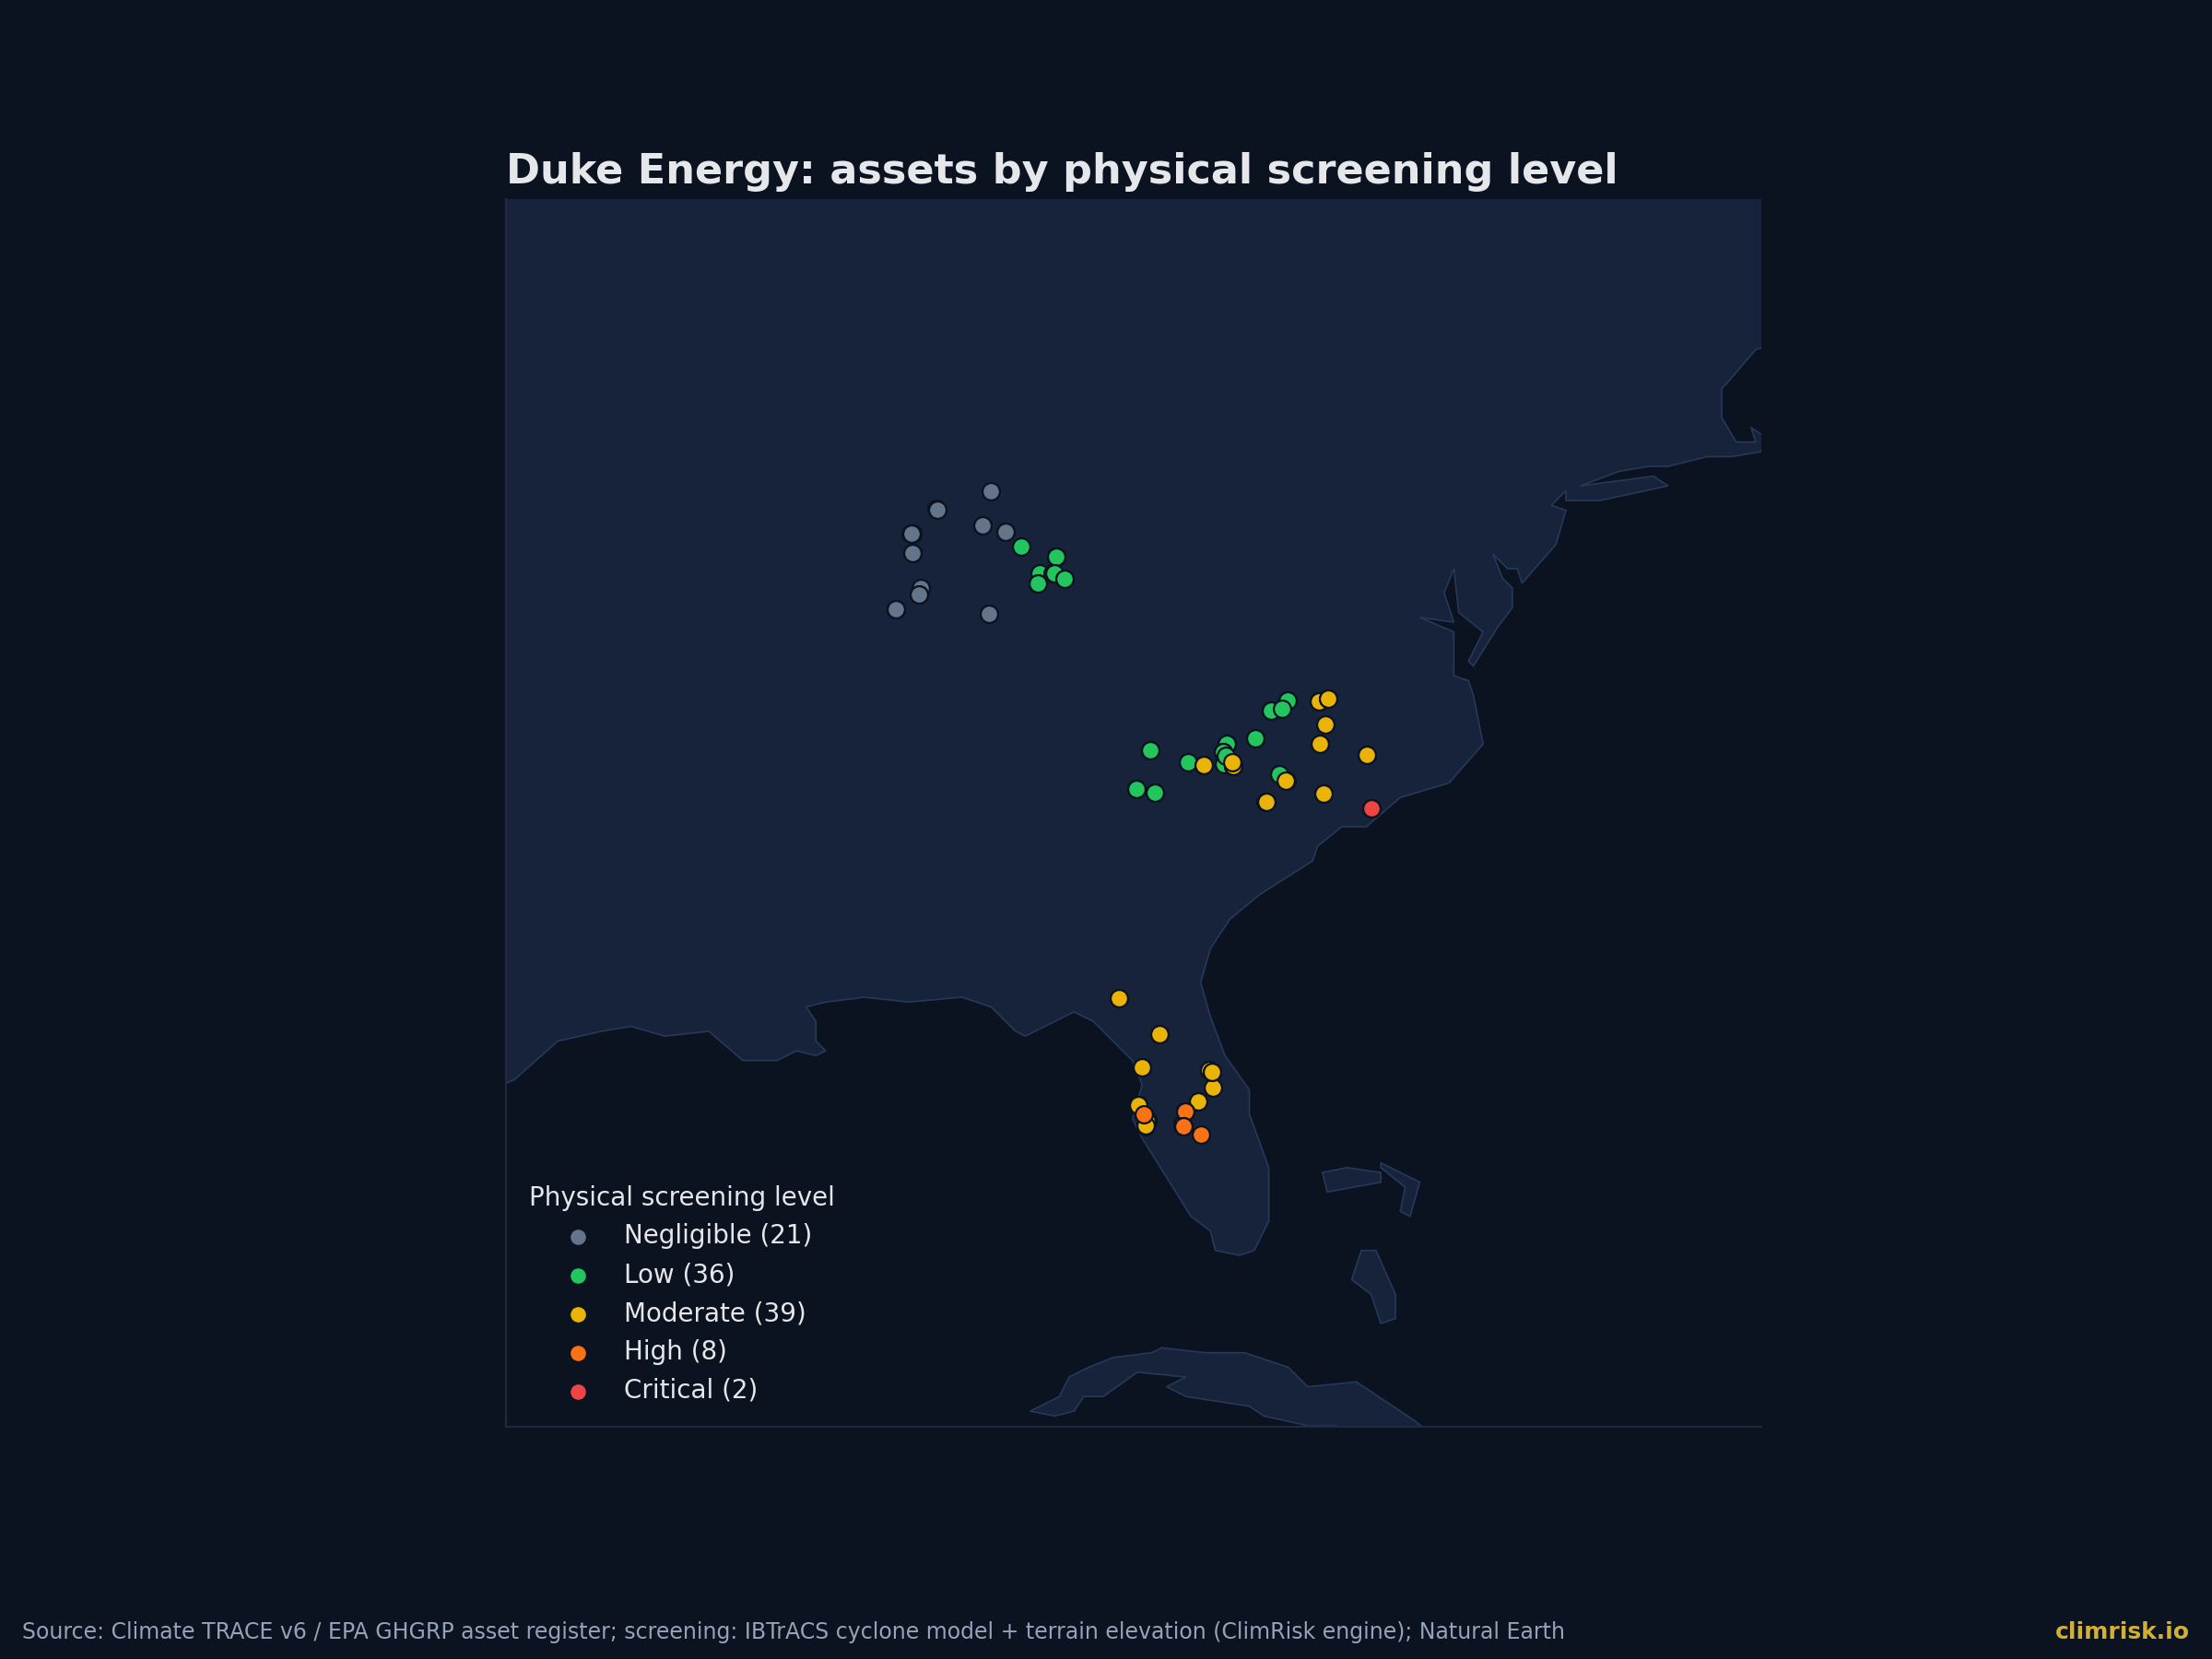 Duke Energy: assets by physical screening level
Physical screening level
Negligible (21)
Low (36)
Moderate (39)
High (8)
Critical (2)
Source: Climate TRACE v6 / EPA GHGRP asset register; screening: IBTrACS cyclone model + terrain elevation (ClimRisk engine); Natural Earth
climrisk.io